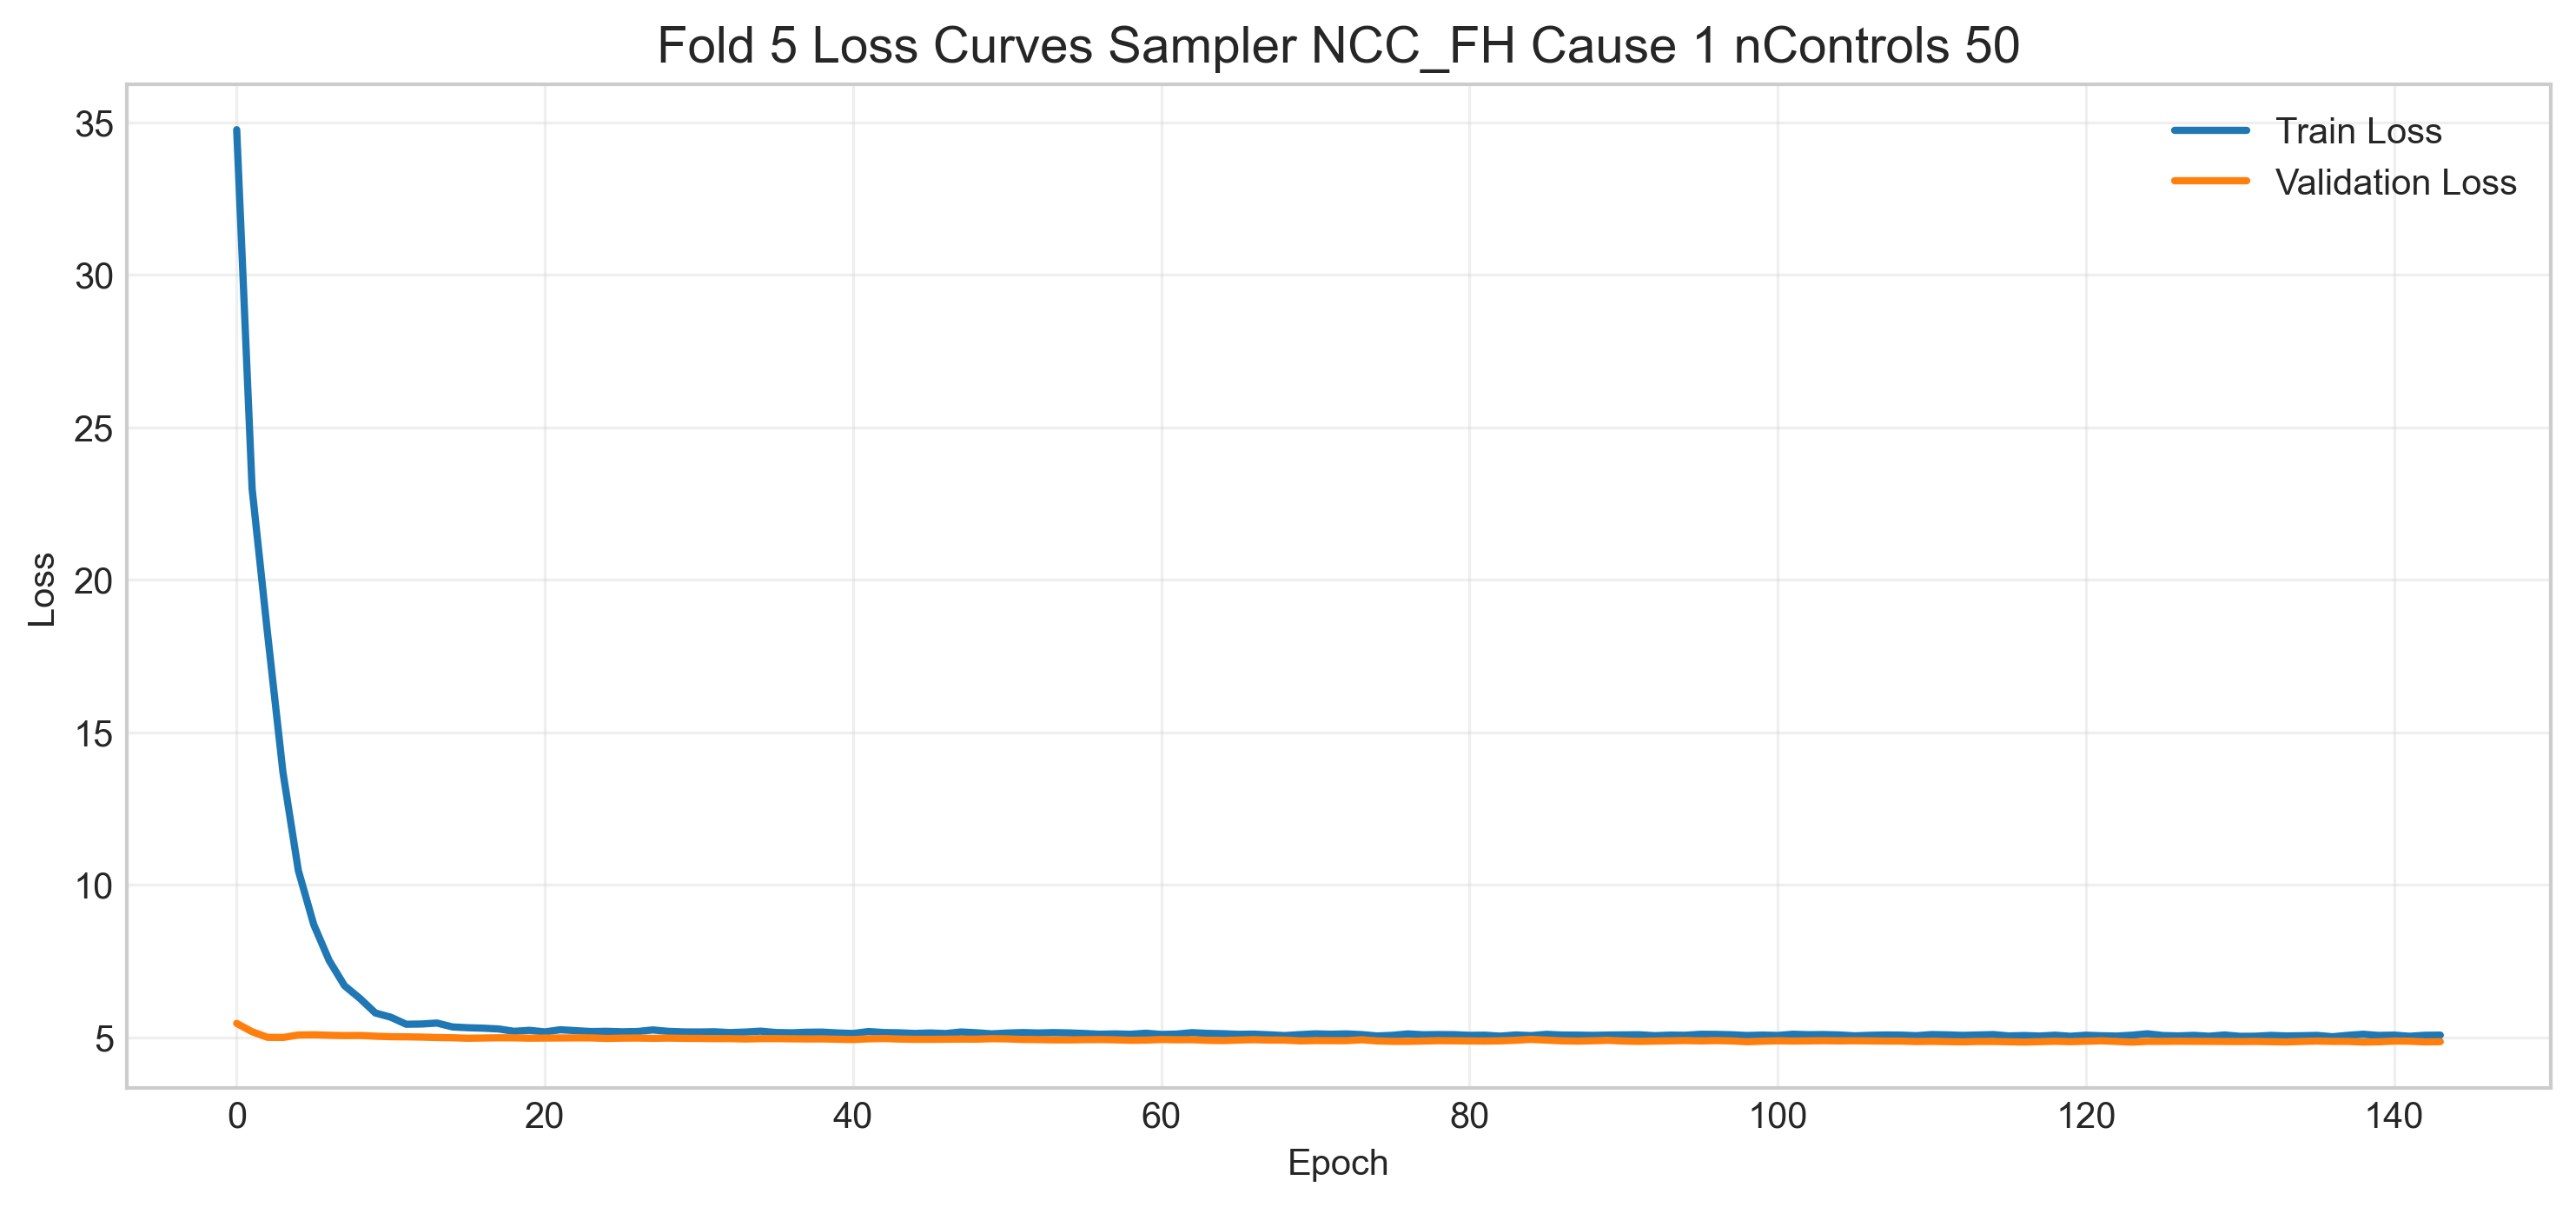 Fold 5 Loss Curves Sampler NCC_FH Cause 1 nControls 50
Train Loss
Validation Loss
Loss
35
30
25
20
15
10
5
0 20 40 60 80 100 120 140
Epoch